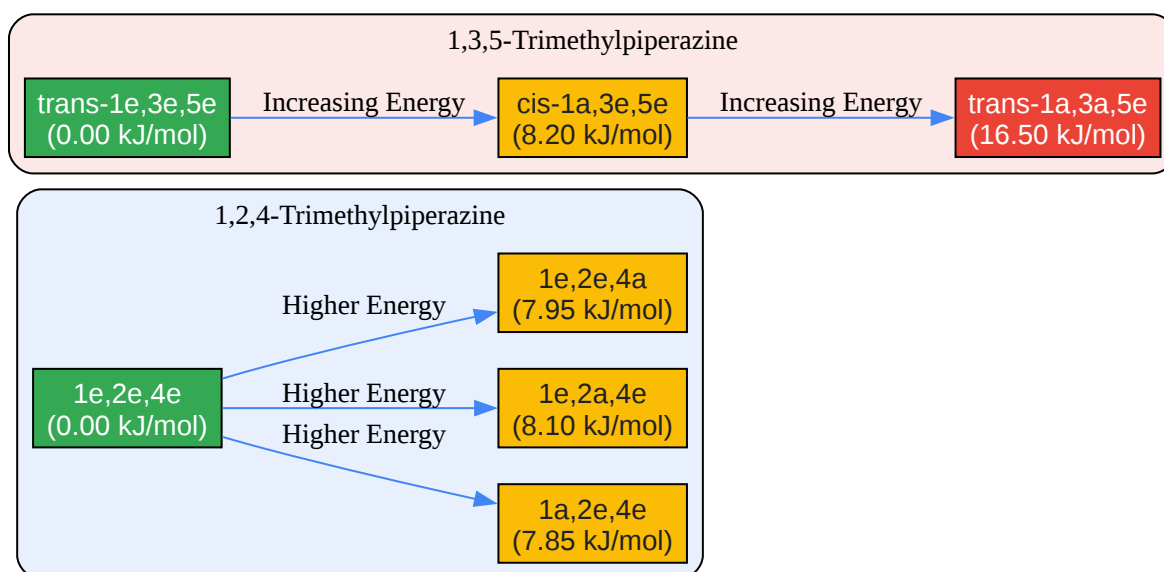 1,3,5-Trimethylpiperazine
trans-1e,3e,5e
(0.00 kJ/mol)
Increasing Energy
cis-1a,3e,5e
(8.20 kJ/mol)
Increasing Energy
trans-1a,3a,5e
(16.50 kJ/mol)
1,2,4-Trimethylpiperazine
1e,2e,4e
(0.00 kJ/mol)
Higher Energy
1e,2e,4a
(7.95 kJ/mol)
Higher Energy
1e,2a,4e
(8.10 kJ/mol)
Higher Energy
1a,2e,4e
(7.85 kJ/mol)